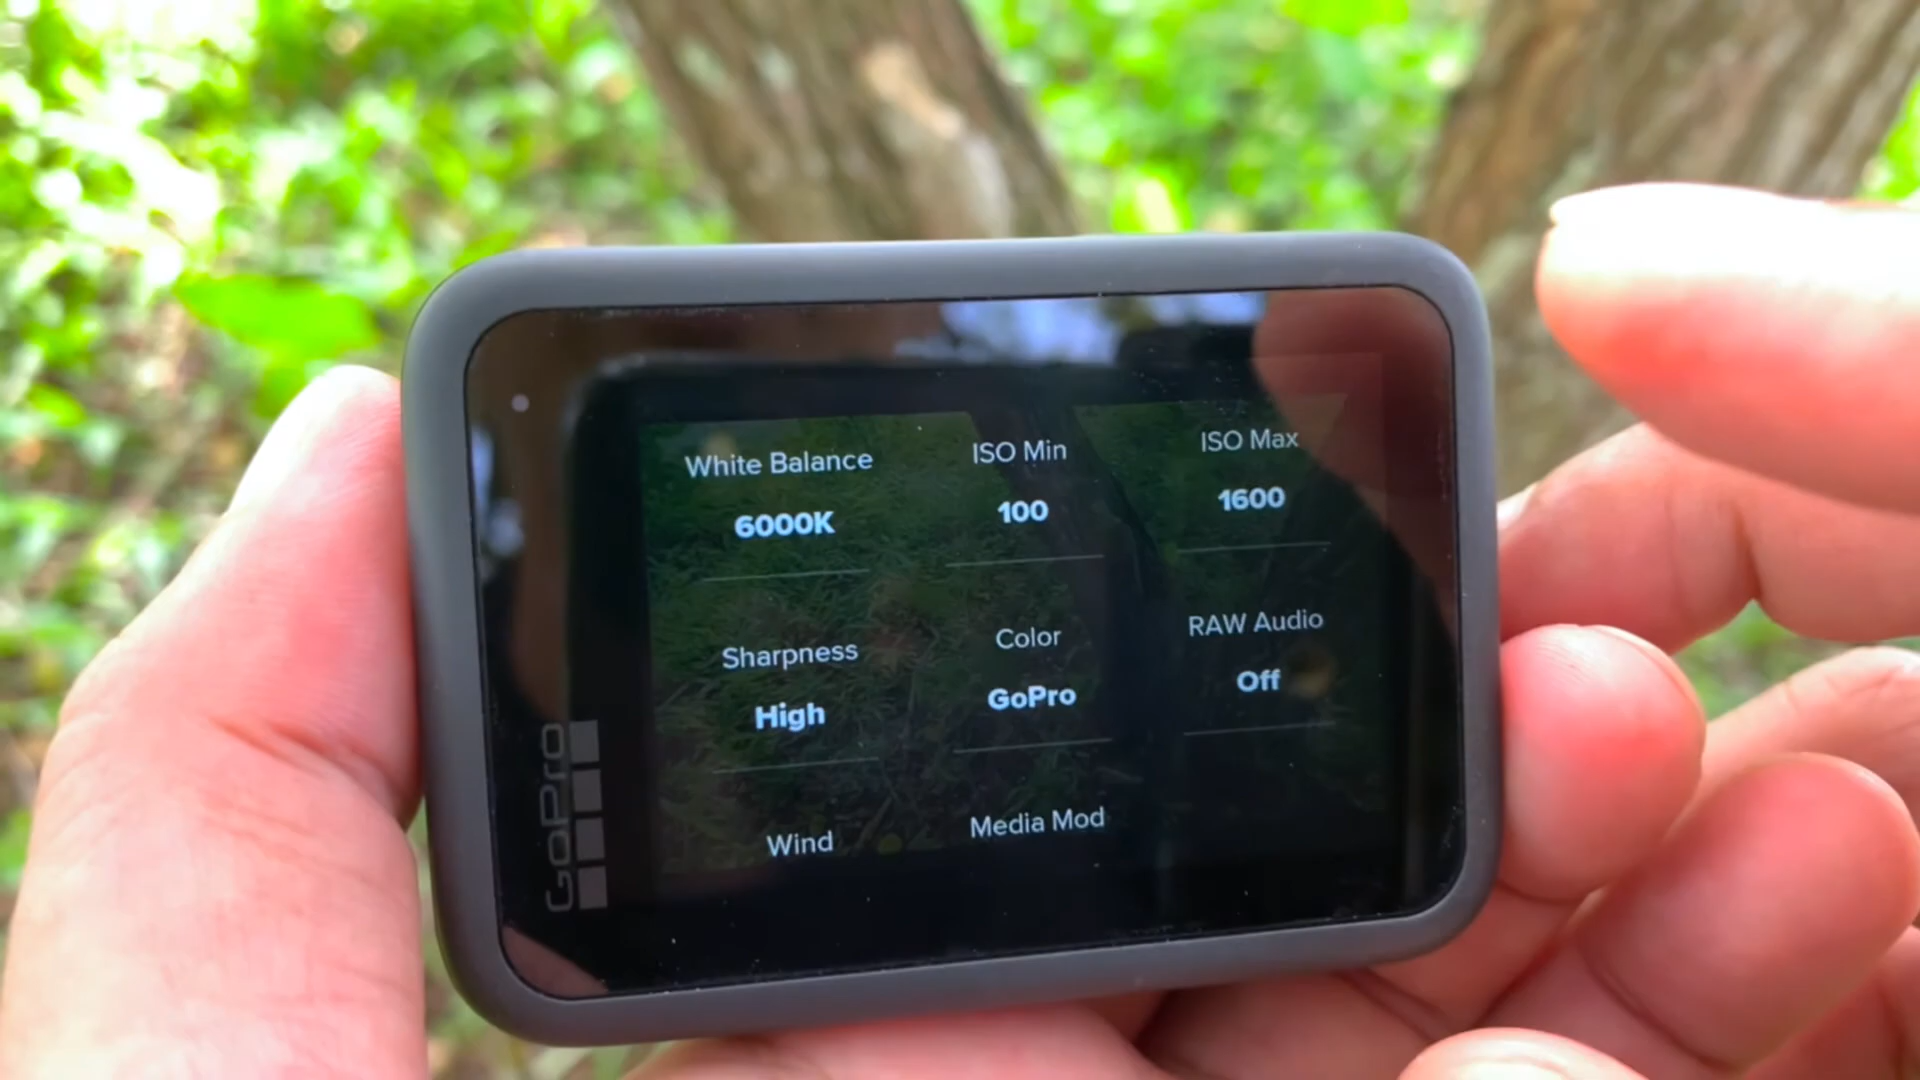 White Balance
ISO Min
ISO Max
6000K
100
1600
Sharpness
Color
RAW Audio
High
GoPro
Off
Wind
Media Mod
GoPro